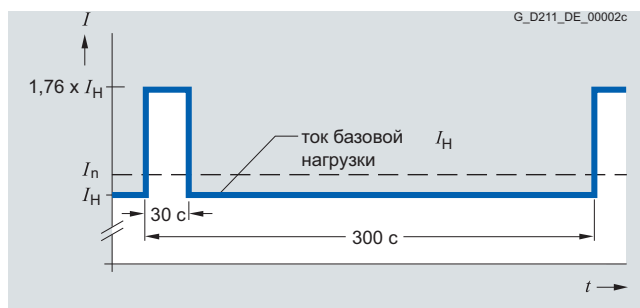 G_D211_DE_00002c
I
1,76 x I_H
ток базовой I_H
нагрузки
I_n
I_H
30 с
300 с
t